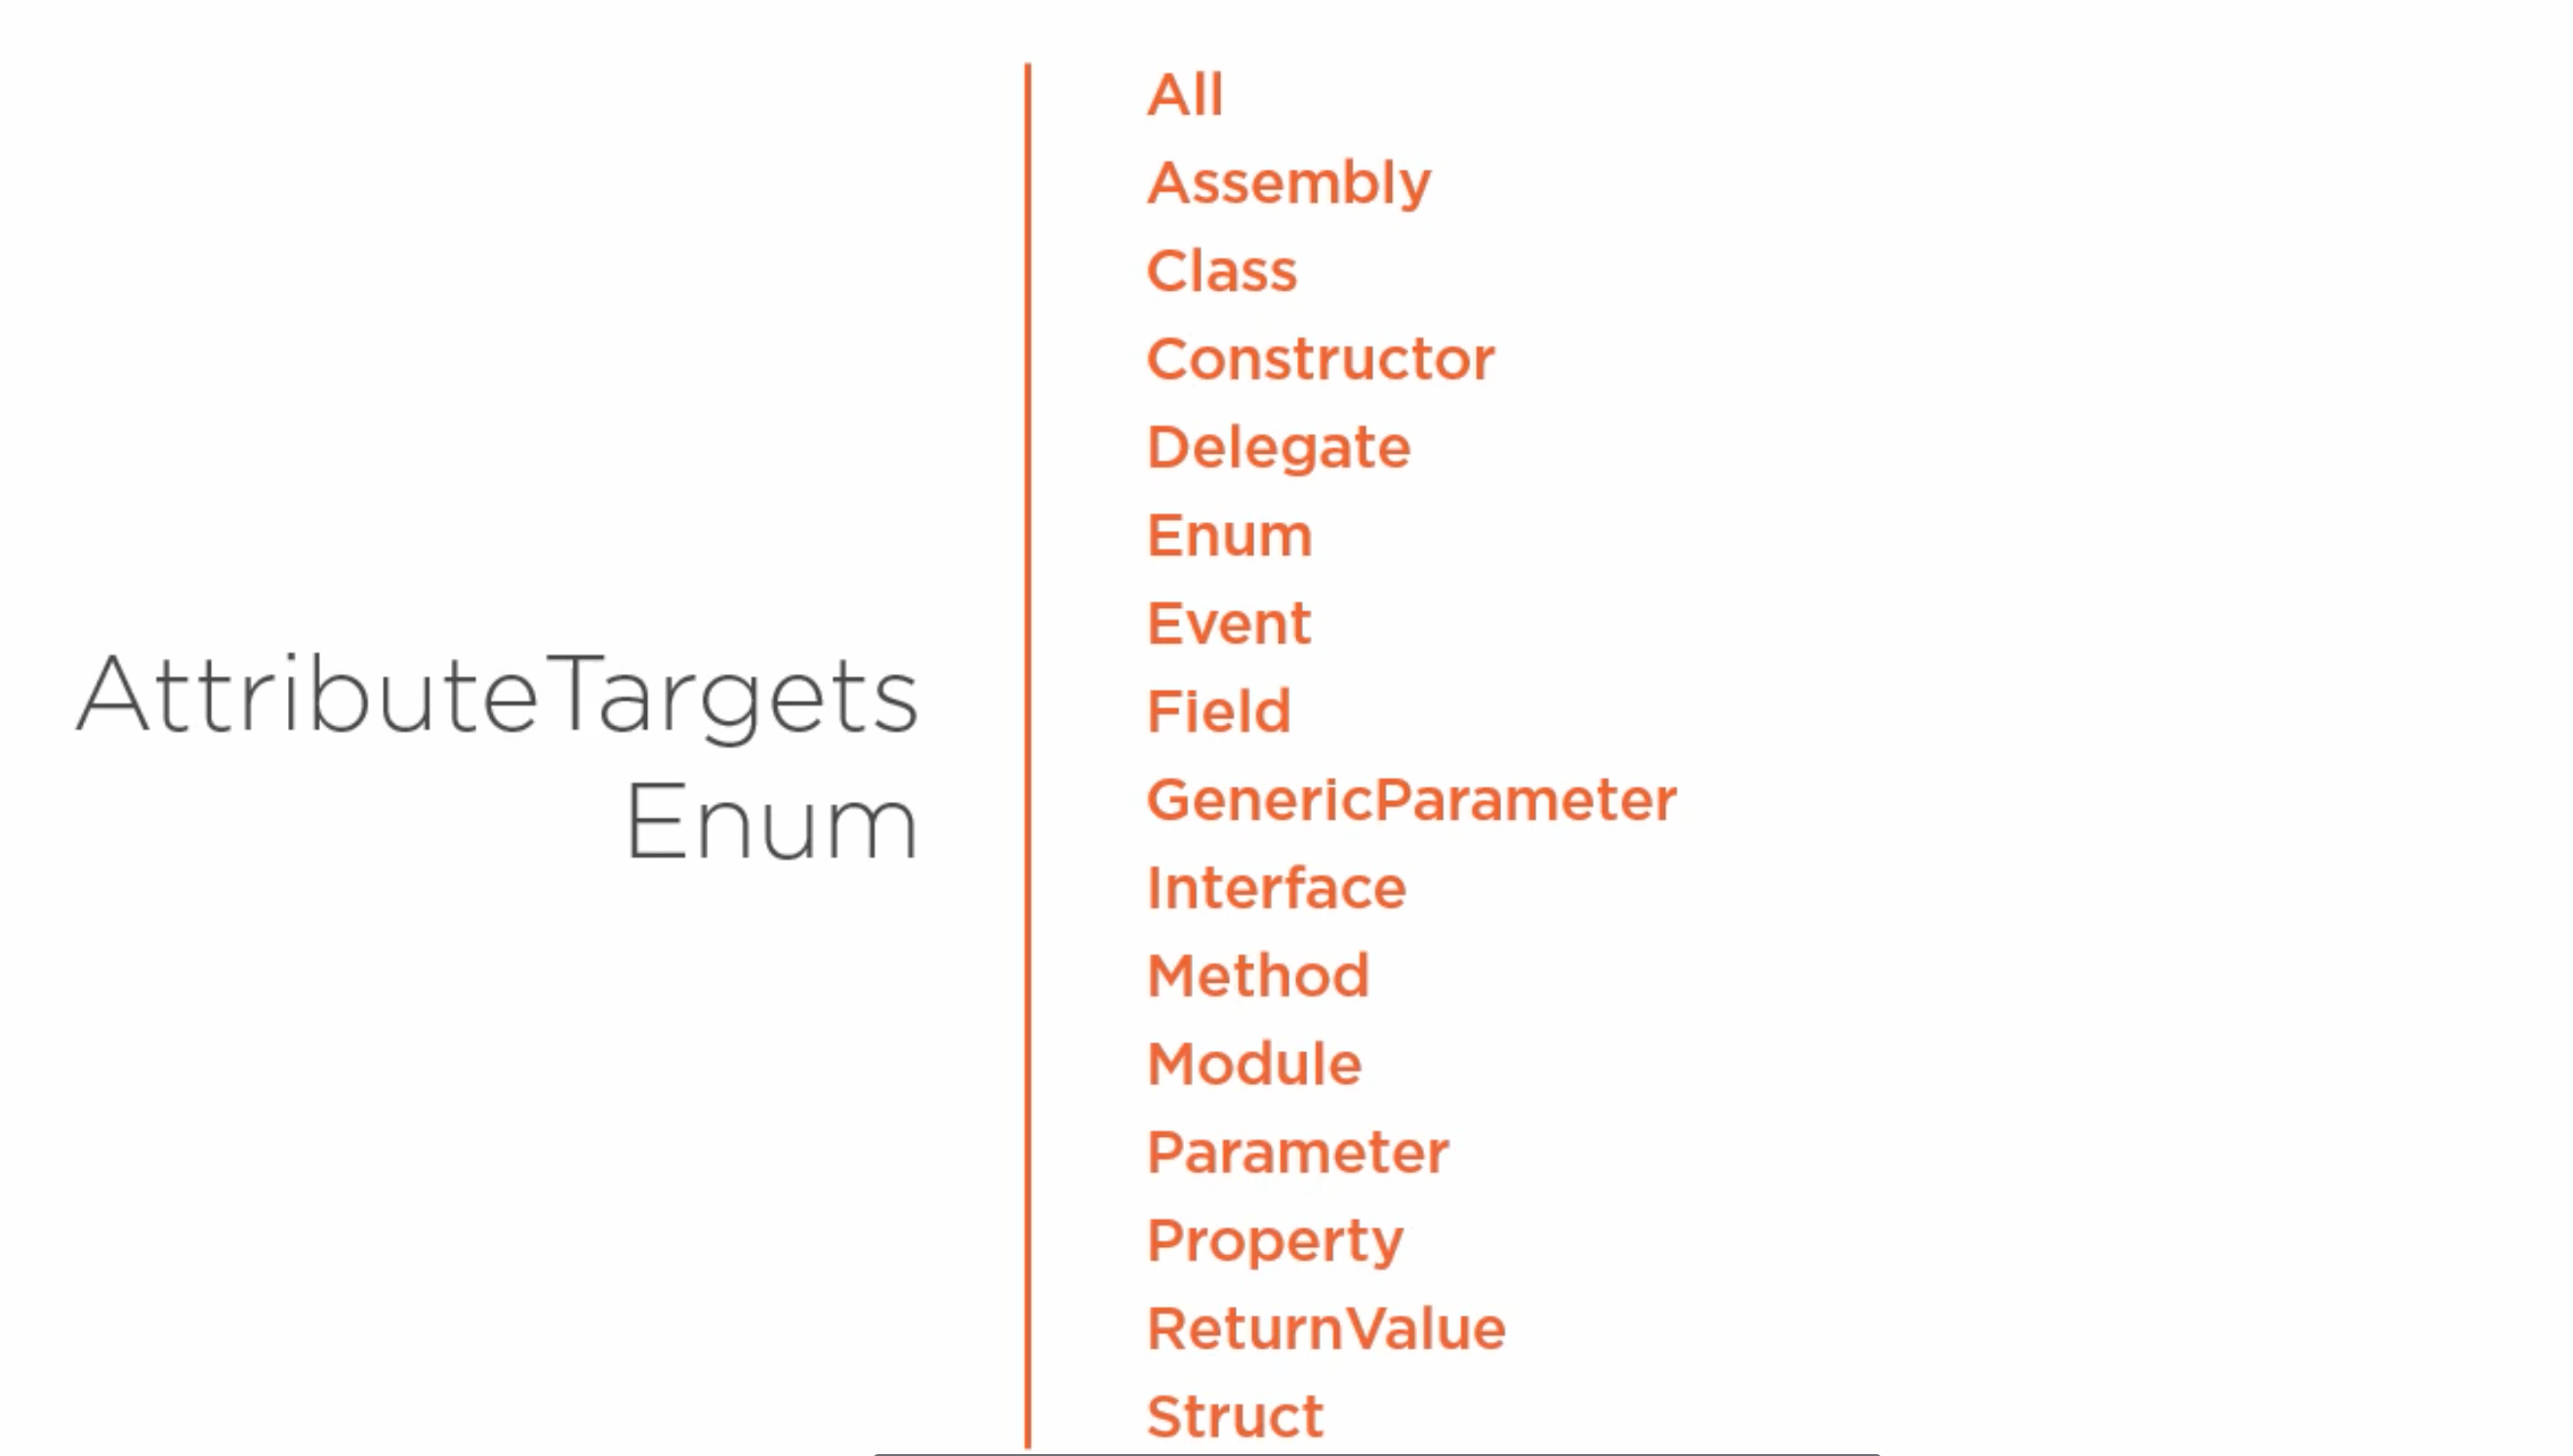 AttributeTargets
Enum
All
Assembly
Class
Constructor
Delegate
Enum
Event
Field
GenericParameter
Interface
Method
Module
Parameter
Property
ReturnValue
Struct